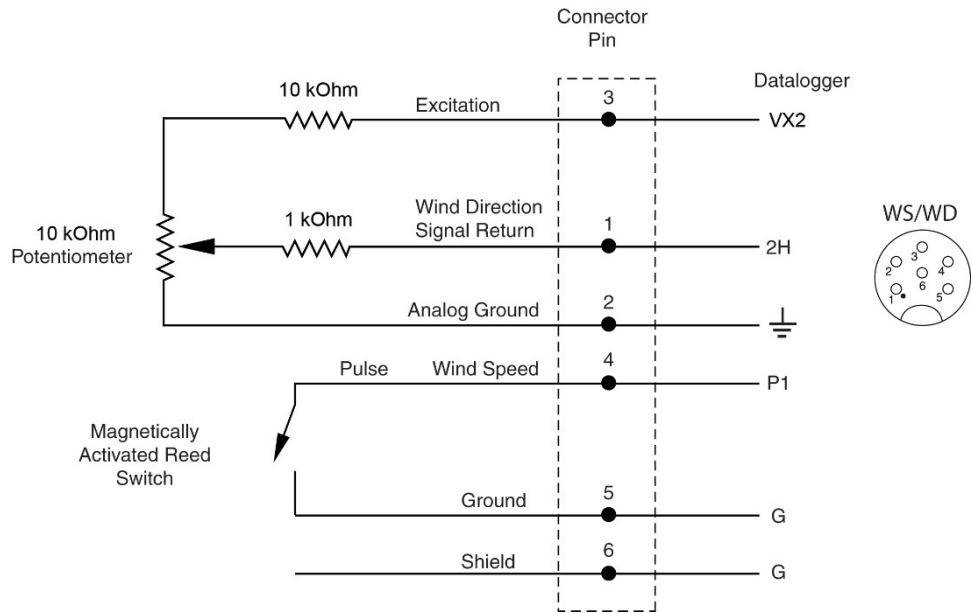 Connector
Pin
Datalogger
10 kOhm
Excitation
3
VX2
10 kOhm
Potentiometer
1 kOhm
Wind Direction
Signal Return
1
2H
Analog Ground
2
Pulse
Wind Speed
4
P1
Magnetically
Activated Reed
Switch
Ground
5
G
Shield
6
G
WS/WD
3
2
4
6
1
5